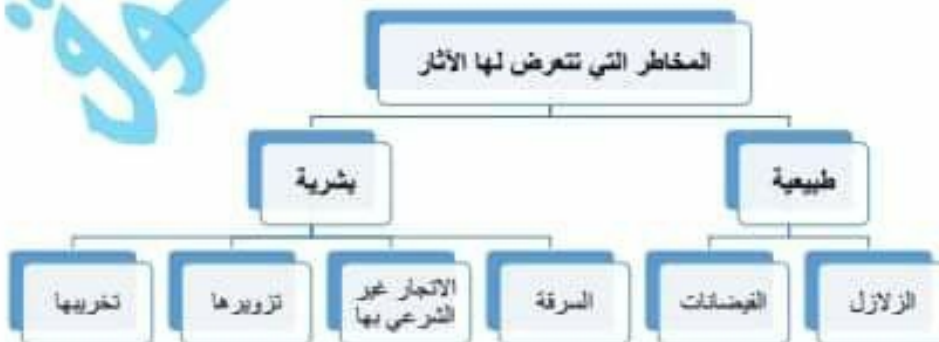 المخاطر التي تتعرض لها الآثار
طبيعية
بشرية
الزلازل
الفيضانات
السرقة
الاتجار غير
الشرعي بها
تزويرها
تخريبها